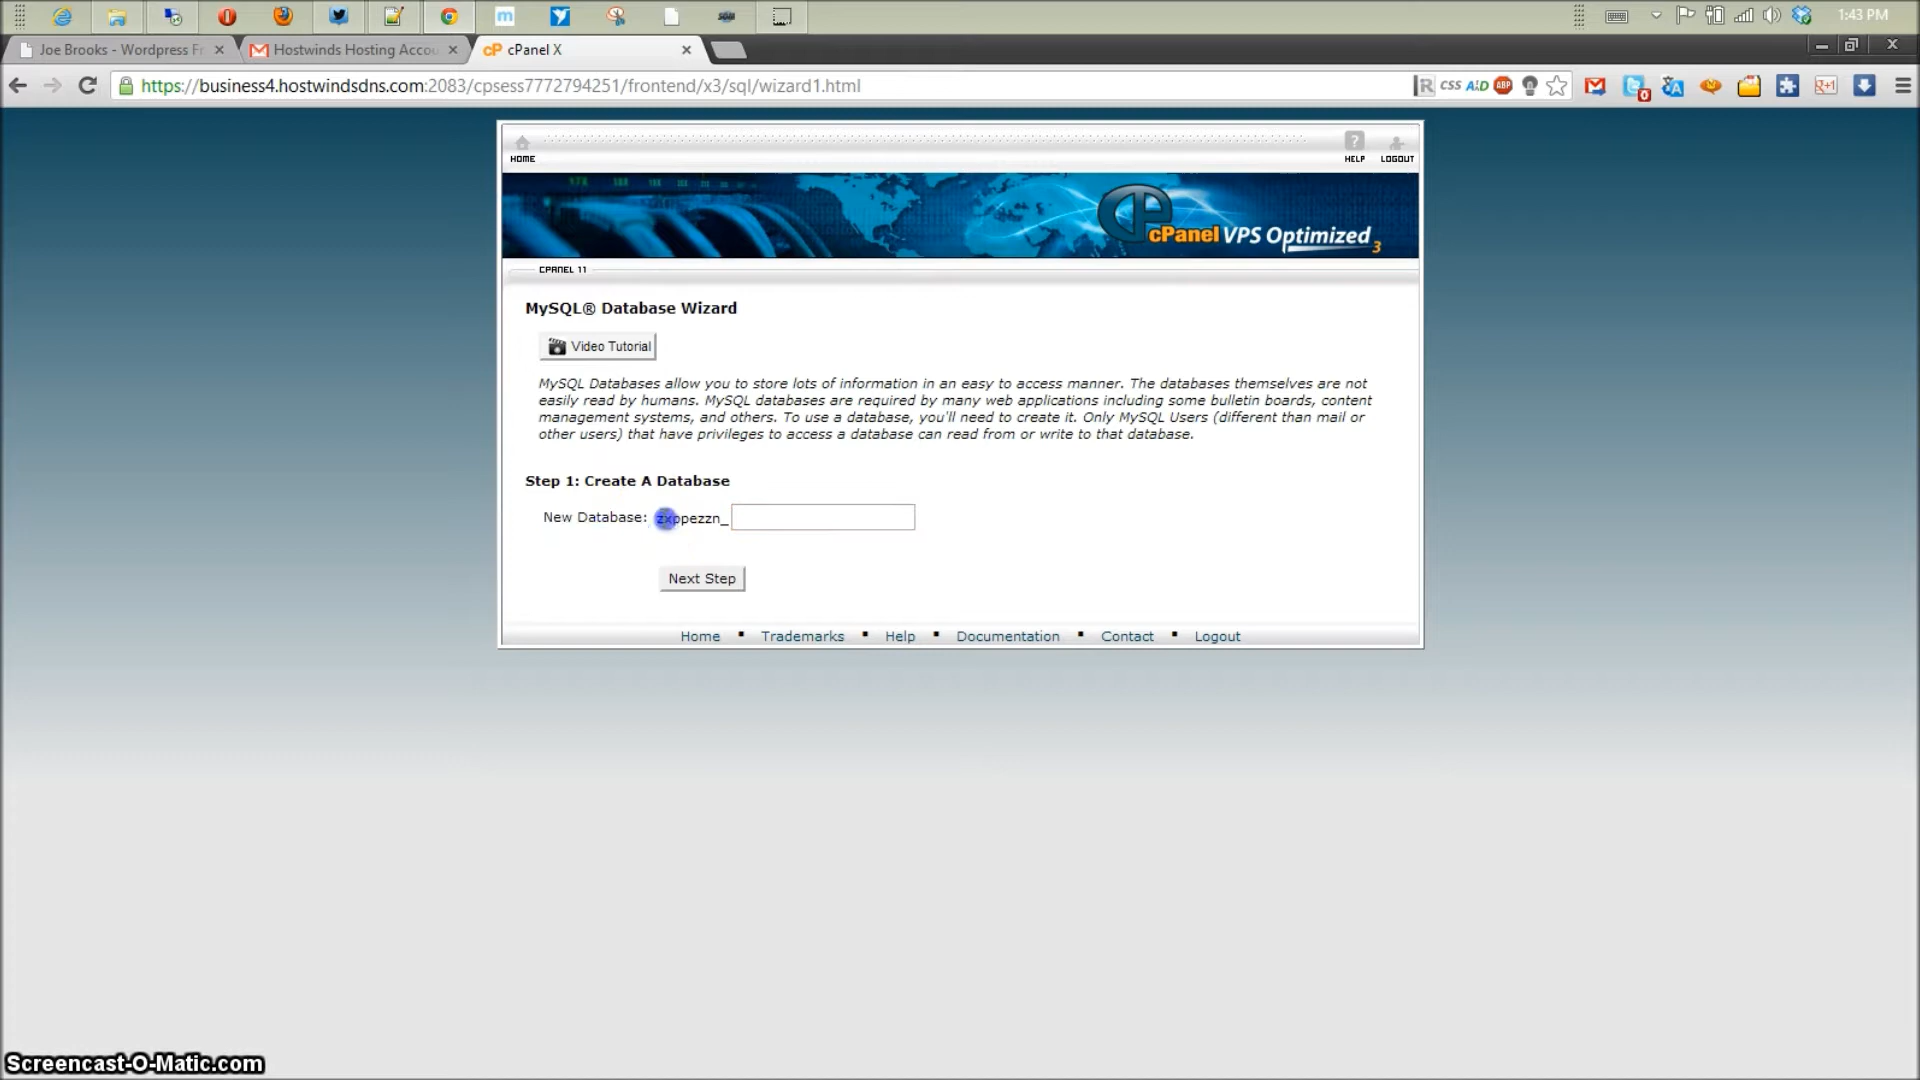 1:43 PM
Joe Brooks - Wordpress Fr
Hostwinds Hosting Accou
cPanel X
https://business4.hostwindsdns.com:2083/cpsess7772794251/frontend/x3/sql/wizard1.html
CSS
ABP
HOME
HELP
LOGOUT
cPanel VPS Optimized 3
CPANEL 11
MySQL® Database Wizard
Video Tutorial
MySQL Databases allow you to store lots of information in an easy to access manner. The databases themselves are not
easily read by humans. MySQL databases are required by many web applications including some bulletin boards, content
management systems, and others. To use a database, you'll need to create it. Only MySQL Users (different than mail or
other users) that have privileges to access a database can read from or write to that database.
Step 1: Create A Database
New Database: zxppezzn_
Next Step
Home ▪ Trademarks ▪ Help ▪ Documentation ▪ Contact ▪ Logout
Screencast-O-Matic.com